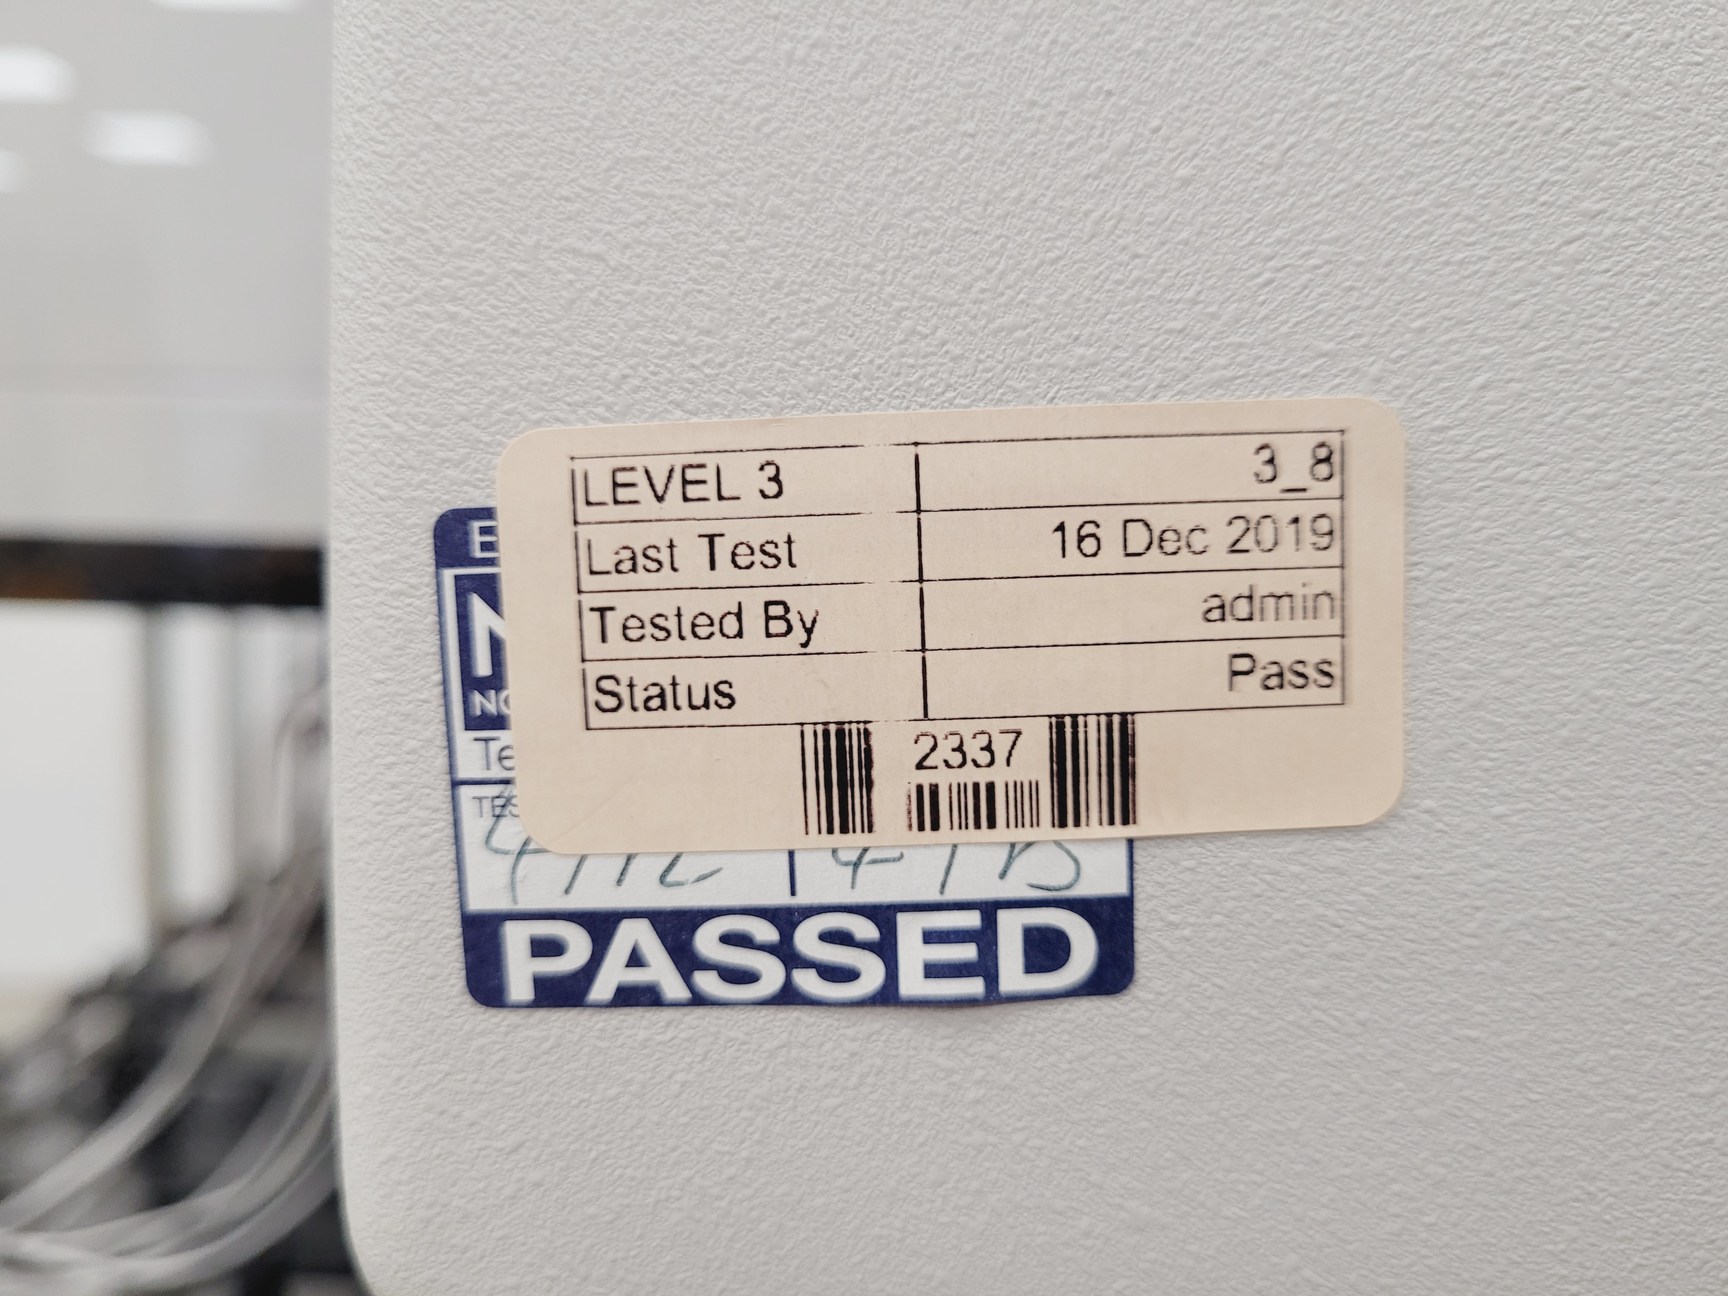 LEVEL 3 3_8
Last Test 16 Dec 2019
Tested By admin
Status Pass
2337
PASSED